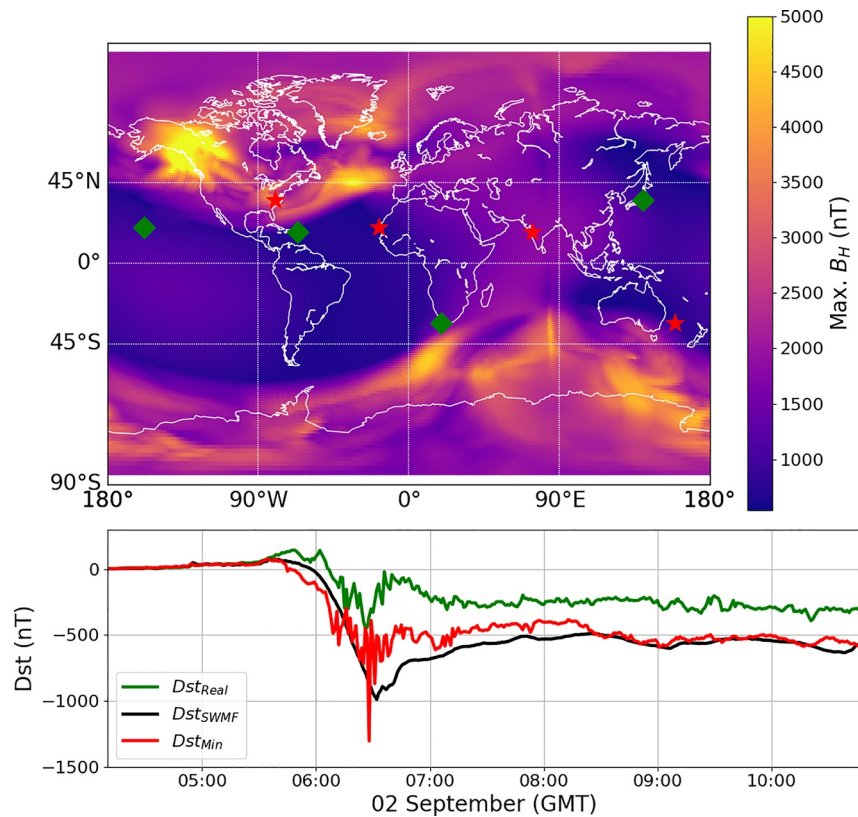 5000
4500
4000
3500
3000
2500
2000
1500
1000
Max. B_H (nT)
45°N
0°
45°S
90°S
180°
90°W
0°
90°E
180°
0
−500
−1000
−1500
Dst (nT)
Dst_Real
Dst_SWMF
Dst_Min
05:00
06:00
07:00
08:00
09:00
10:00
02 September (GMT)